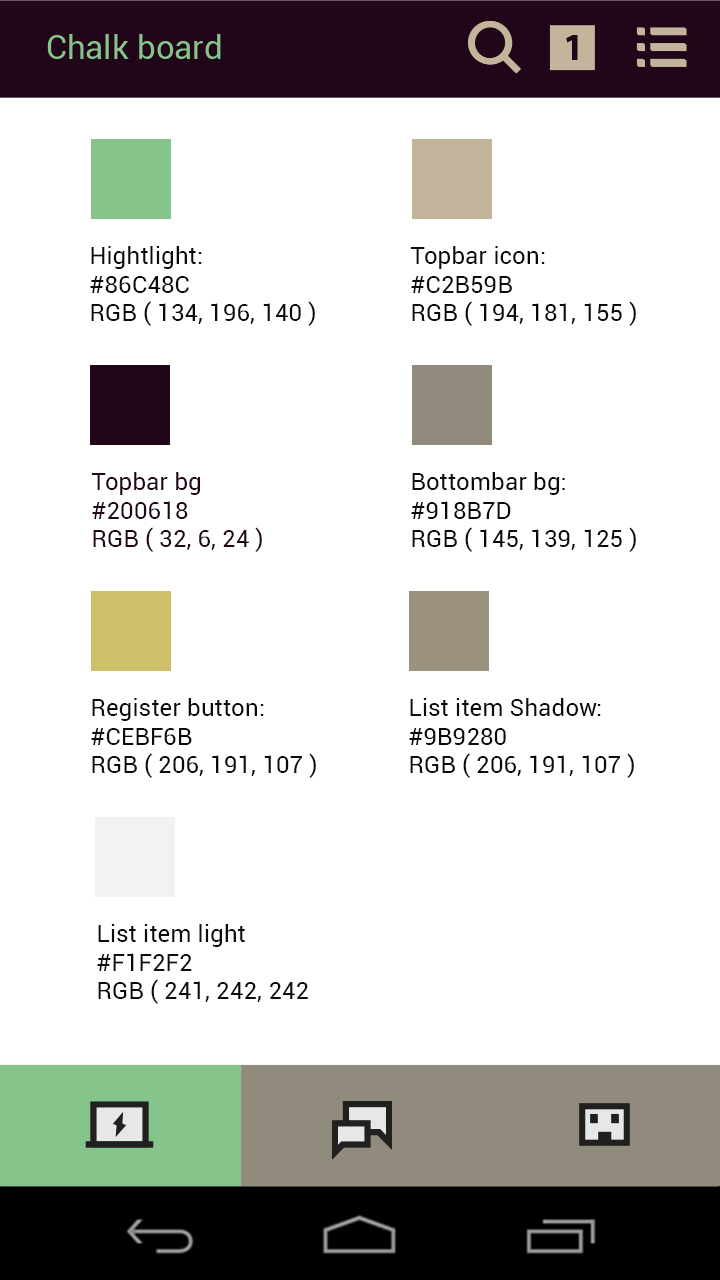 Chalk board
1
Hightlight:
#86C48C
RGB ( 134, 196, 140 )
Topbar icon:
#C2B59B
RGB ( 194, 181, 155 )
Topbar bg
#200618
RGB ( 32, 6, 24 )
Bottombar bg:
#918B7D
RGB ( 145, 139, 125 )
Register button:
#CEBF6B
RGB ( 206, 191, 107 )
List item Shadow:
#9B9280
RGB ( 206, 191, 107 )
List item light
#F1F2F2
RGB ( 241, 242, 242